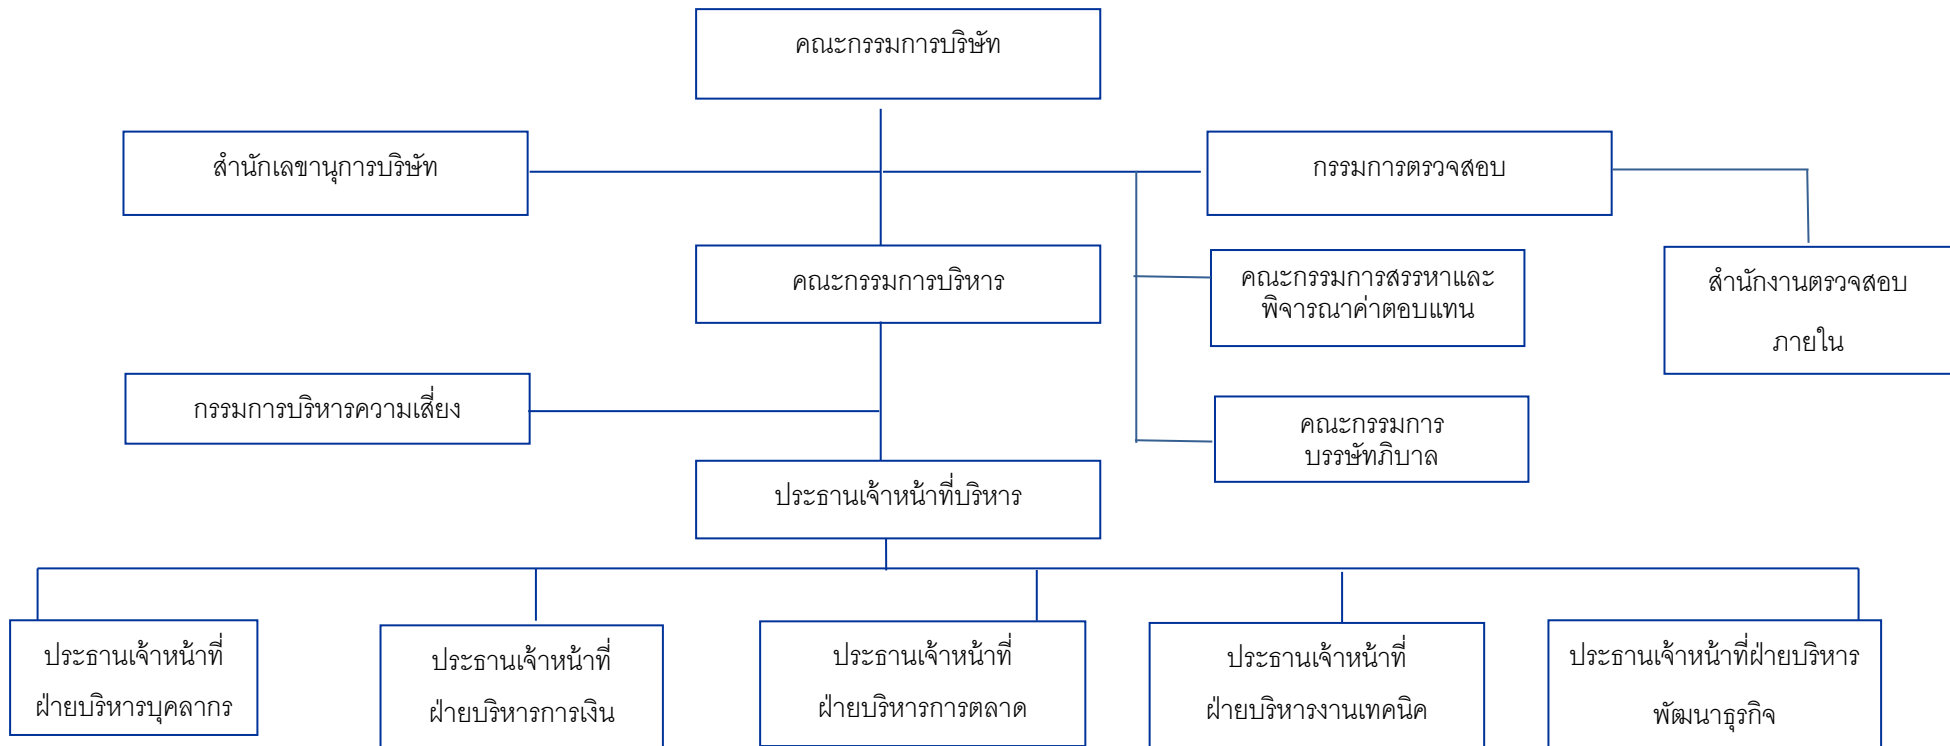 คณะกรรมการบริษัท
สำนักเลขานุการบริษัท
กรรมการตรวจสอบ
คณะกรรมการบริหาร
คณะกรรมการสรรหาและ
พิจารณาค่าตอบแทน
สำนักงานตรวจสอบ
ภายใน
กรรมการบริหารความเสี่ยง
คณะกรรมการ
บรรษัทภิบาล
ประธานเจ้าหน้าที่บริหาร
ประธานเจ้าหน้าที่
ฝ่ายบริหารบุคลากร
ประธานเจ้าหน้าที่
ฝ่ายบริหารการเงิน
ประธานเจ้าหน้าที่
ฝ่ายบริหารการตลาด
ประธานเจ้าหน้าที่
ฝ่ายบริหารงานเทคนิค
ประธานเจ้าหน้าที่ฝ่ายบริหาร
พัฒนาธุรกิจ